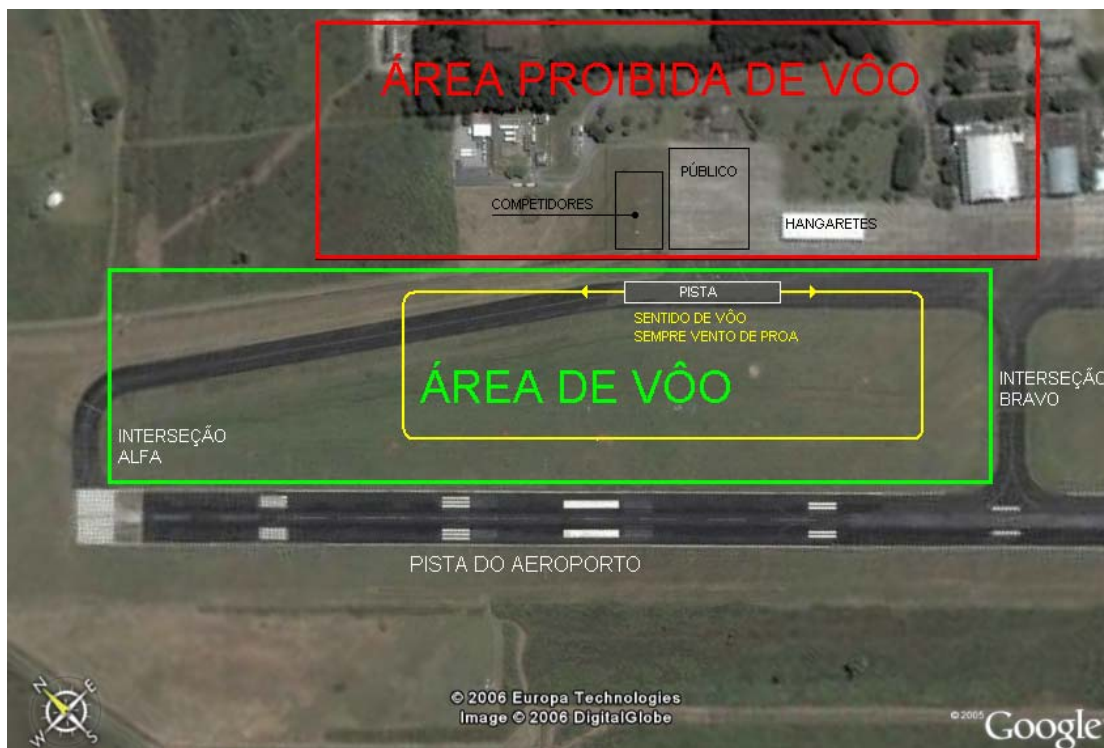 ÁREA PROIBIDA DE VÔO
PÚBLICO
COMPETIDORES
HANGARETES
PISTA
SENTIDO DE VÔO
SEMPRE VENTO DE PROA
ÁREA DE VÔO
INTERSEÇÃO
BRAVO
INTERSEÇÃO
ALFA
PISTA DO AEROPORTO
N
E
W
S
© 2006 Europa Technologies
Image © 2006 DigitalGlobe
© 2005 Google